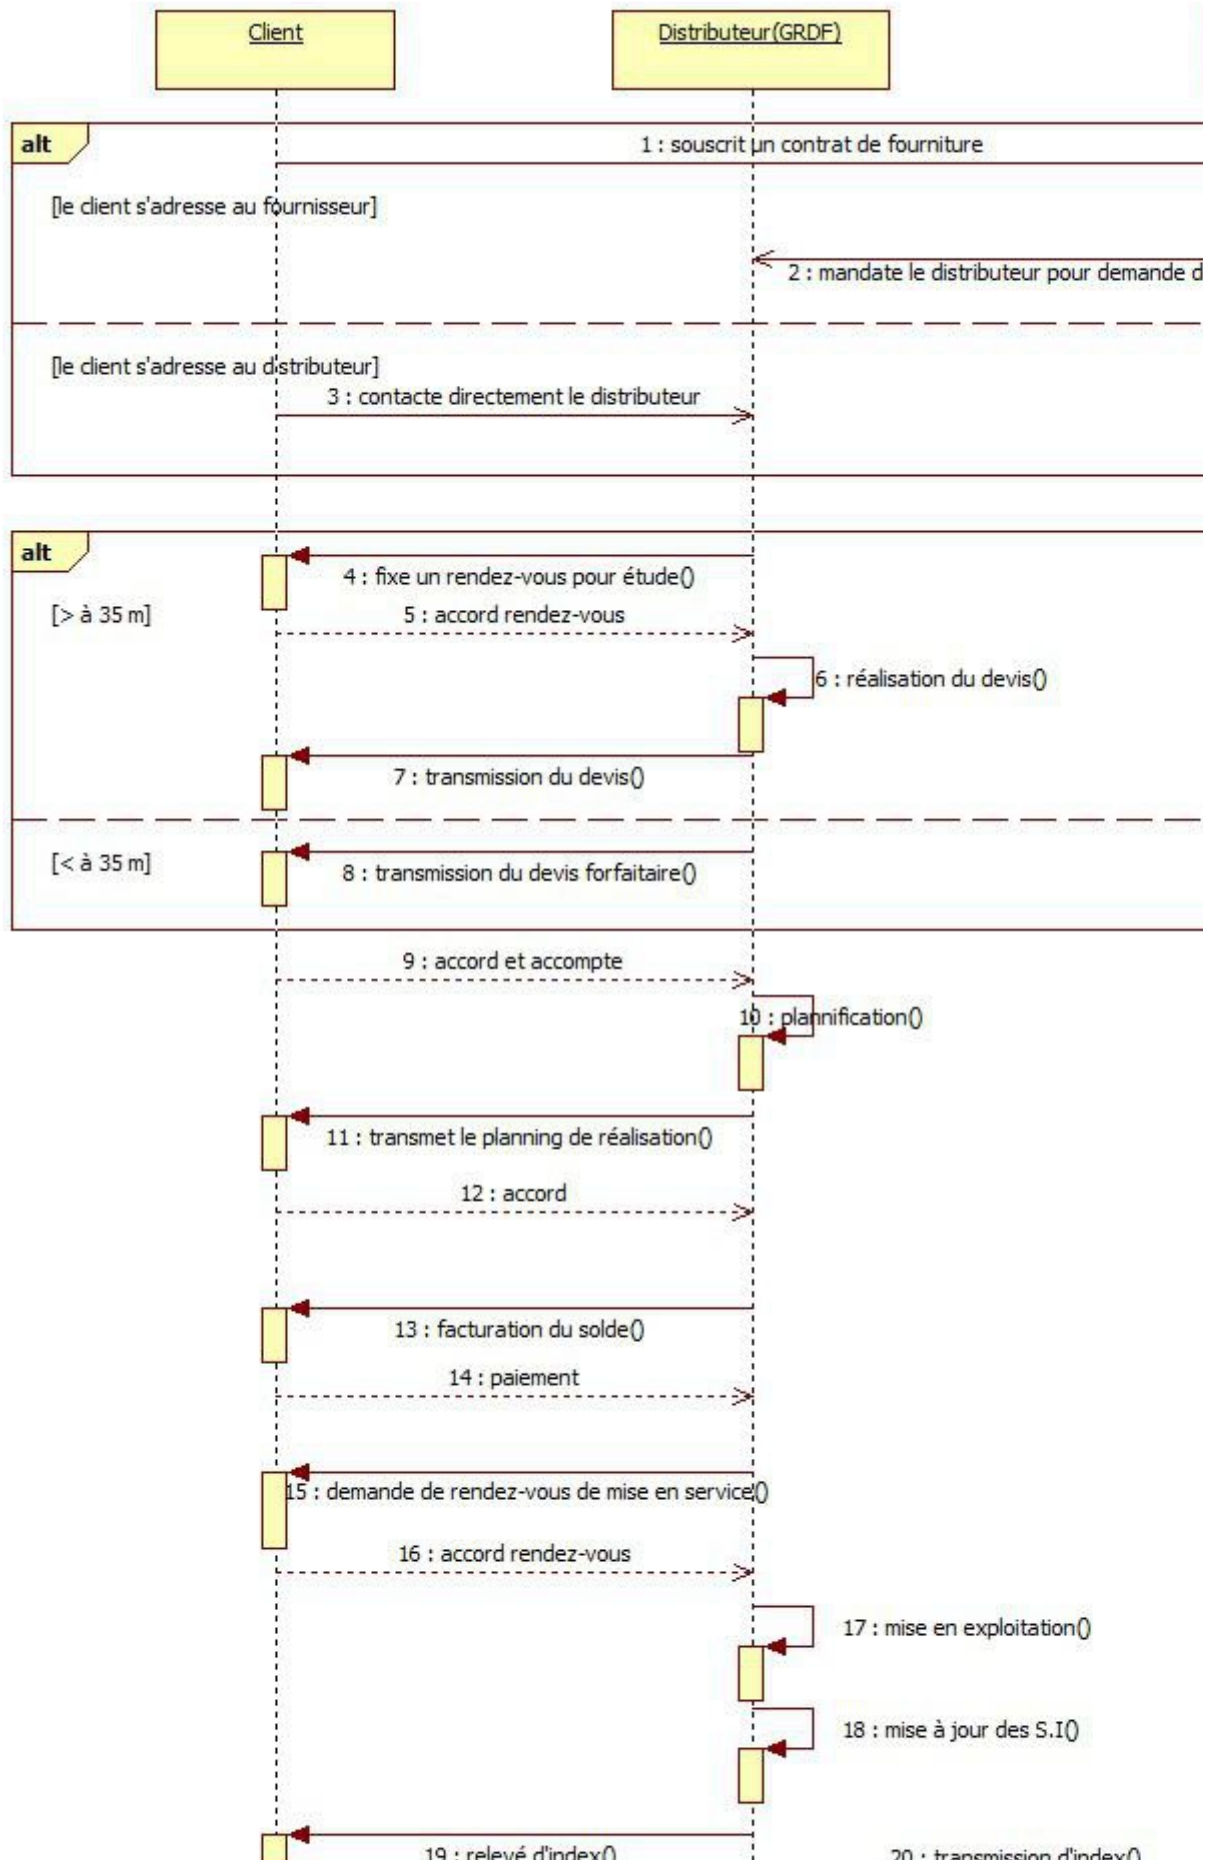 Client
Distributeur(GRDF)
alt
1 : souscrit un contrat de fourniture
[le client s'adresse au fournisseur]
2 : mandate le distributeur pour demande d
[le client s'adresse au distributeur]
3 : contacte directement le distributeur
alt
4 : fixe un rendez-vous pour étude()
[> à 35 m]
5 : accord rendez-vous
6 : réalisation du devis()
7 : transmission du devis()
[< à 35 m]
8 : transmission du devis forfaitaire()
9 : accord et accompte
10 : plannification()
11 : transmet le planning de réalisation()
12 : accord
13 : facturation du solde()
14 : paiement
15 : demande de rendez-vous de mise en service()
16 : accord rendez-vous
17 : mise en exploitation()
18 : mise à jour des S.I()
19 : relevé d'index()
20 : transmission d'index()